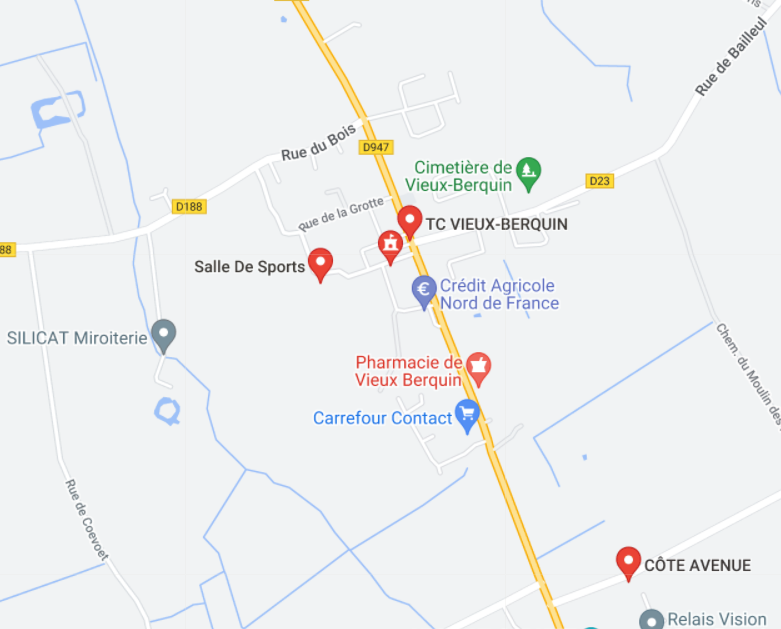 Rue de Bailleul
Rue du Bois
D947
Cimetière de
Vieux-Berquin
D23
D188
Rue de la Grotte
TC VIEUX-BERQUIN
88
Salle De Sports
Crédit Agricole
Nord de France
SILICAT Miroiterie
Chem. du Moulin des
Pharmacie de
Vieux Berquin
Carrefour Contact
Rue de Coevoet
CÔTE AVENUE
Relais Vision